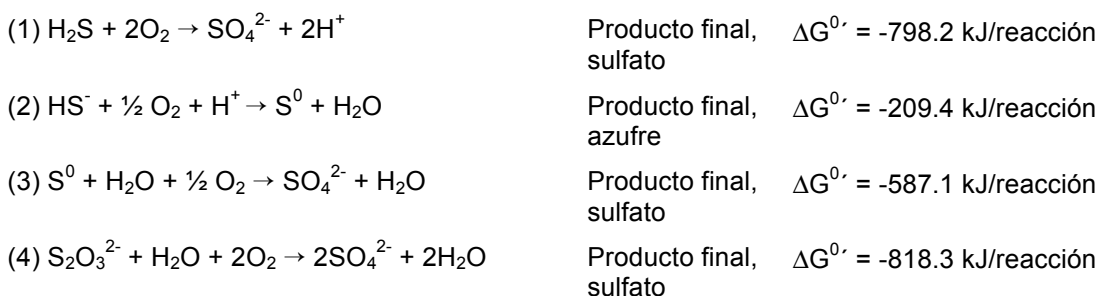 (1) H₂S + 2O₂ → SO₄²⁻ + 2H⁺ Producto final, ΔG⁰´ = -798.2 kJ/reacción
sulfato
(2) HS⁻ + ½ O₂ + H⁺ → S⁰ + H₂O Producto final, ΔG⁰´ = -209.4 kJ/reacción
azufre
(3) S⁰ + H₂O + ½ O₂ → SO₄²⁻ + H₂O Producto final, ΔG⁰´ = -587.1 kJ/reacción
sulfato
(4) S₂O₃²⁻ + H₂O + 2O₂ → 2SO₄²⁻ + 2H₂O Producto final, ΔG⁰´ = -818.3 kJ/reacción
sulfato